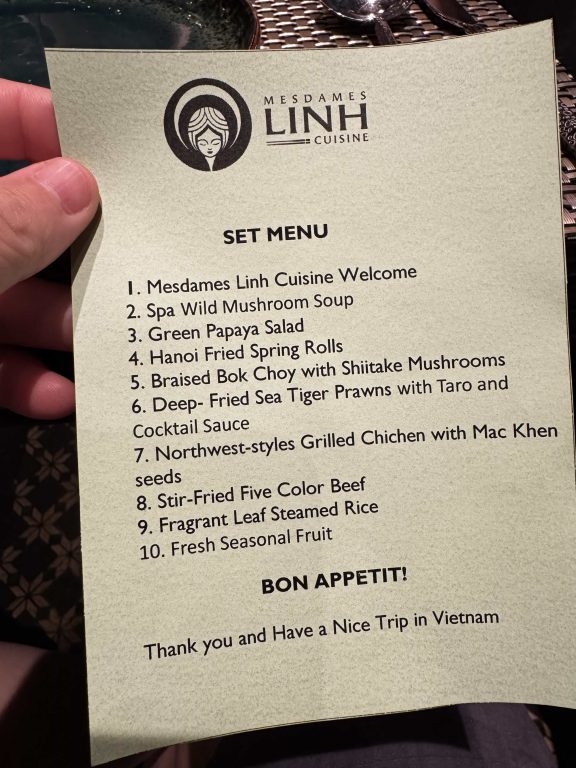 MESDAMES
LINH
CUISINE
SET MENU
1. Mesdames Linh Cuisine Welcome
2. Spa Wild Mushroom Soup
3. Green Papaya Salad
4. Hanoi Fried Spring Rolls
5. Braised Bok Choy with Shiitake Mushrooms
6. Deep- Fried Sea Tiger Prawns with Taro and
Cocktail Sauce
7. Northwest-styles Grilled Chichen with Mac Khen
seeds
8. Stir-Fried Five Color Beef
9. Fragrant Leaf Steamed Rice
10. Fresh Seasonal Fruit
BON APPETIT!
Thank you and Have a Nice Trip in Vietnam